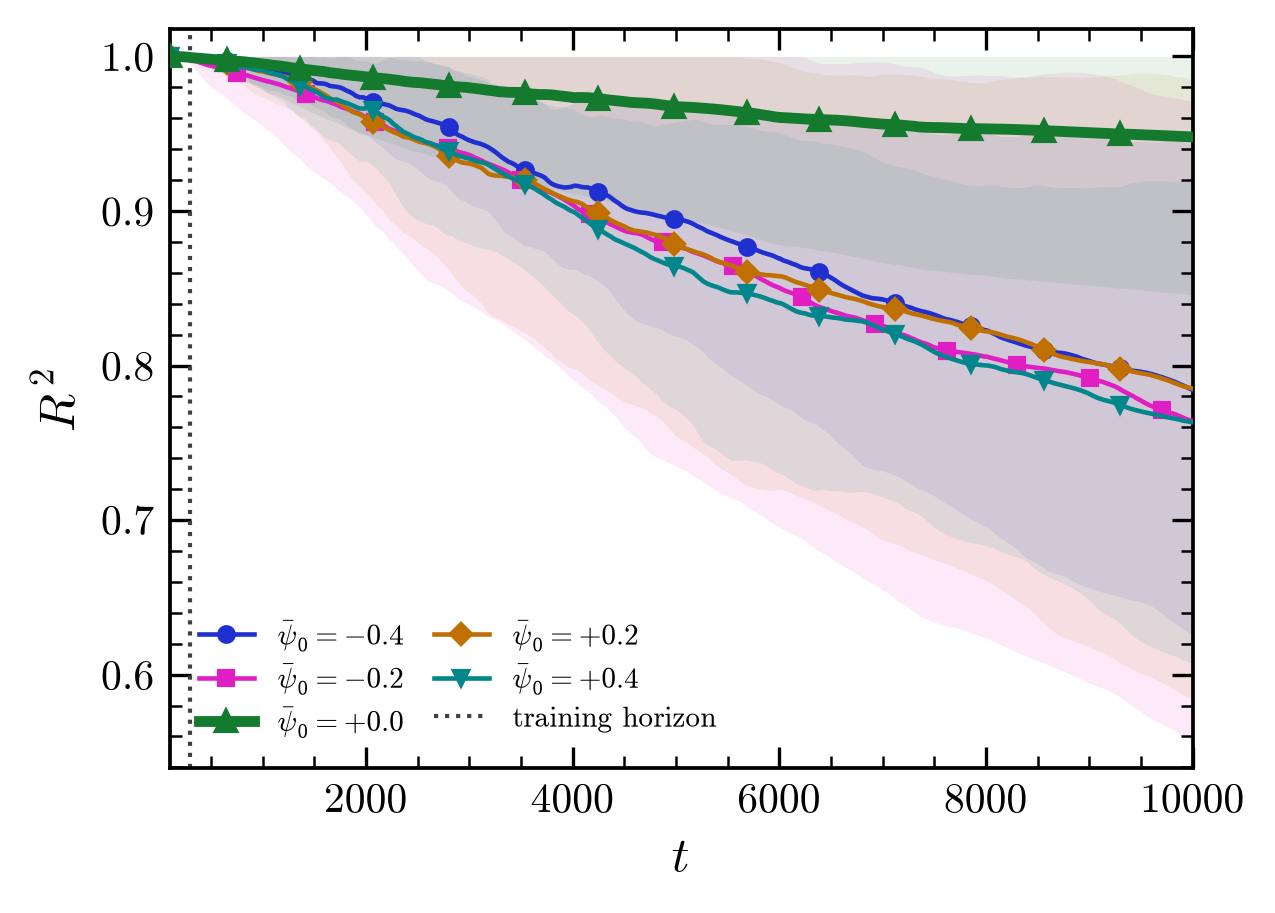 1.0
0.9
0.8
0.7
0.6
R²
ψ̄₀ = −0.4
ψ̄₀ = −0.2
ψ̄₀ = +0.0
ψ̄₀ = +0.2
ψ̄₀ = +0.4
training horizon
2000 4000 6000 8000 10000
t